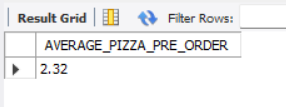 Result Grid Filter Rows:
AVERAGE_PIZZA_PRE_ORDER
2.32